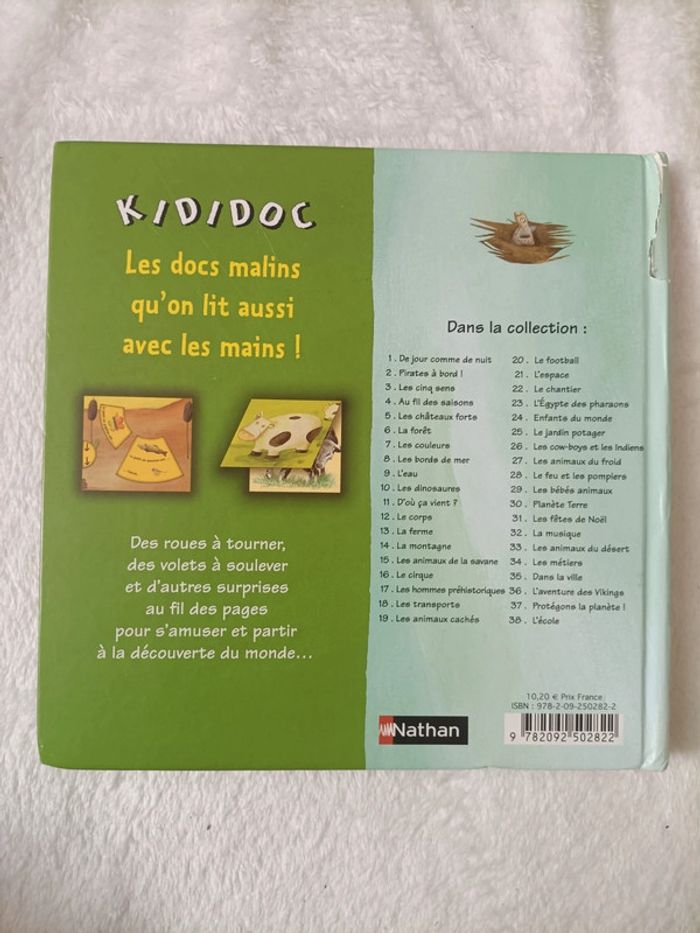 KIDIDOC
Les docs malins
qu'on lit aussi
avec les mains !
Des roues à tourner,
des volets à soulever
et d'autres surprises
au fil des pages
pour s'amuser et partir
à la découverte du monde...
Dans la collection :
1 . De jour comme de nuit
2 . Pirates à bord !
3 . Les cinq sens
4 . Au fil des saisons
5 . Les châteaux forts
6 . La forêt
7 . Les couleurs
8 . Les bords de mer
9 . L'eau
10 . Les dinosaures
11 . D'où ça vient ?
12 . Le corps
13 . La ferme
14 . La montagne
15 . Les animaux de la savane
16 . Le cirque
17 . Les hommes préhistoriques
18 . Les transports
19 . Les animaux cachés
20 . Le football
21 . L'espace
22 . Le chantier
23 . L'Égypte des pharaons
24 . Enfants du monde
25 . Le jardin potager
26 . Les cow-boys et les Indiens
27 . Les animaux du froid
28 . Le feu et les pompiers
29 . Les bébés animaux
30 . Planète Terre
31 . Les fêtes de Noël
32 . La musique
33 . Les animaux du désert
34 . Les métiers
35 . Dans la ville
36 . L'aventure des Vikings
37 . Protégeons la planète !
38 . L'école
10,20 € Prix France
ISBN : 978-2-09-250282-2
Nathan
9 782092 502822